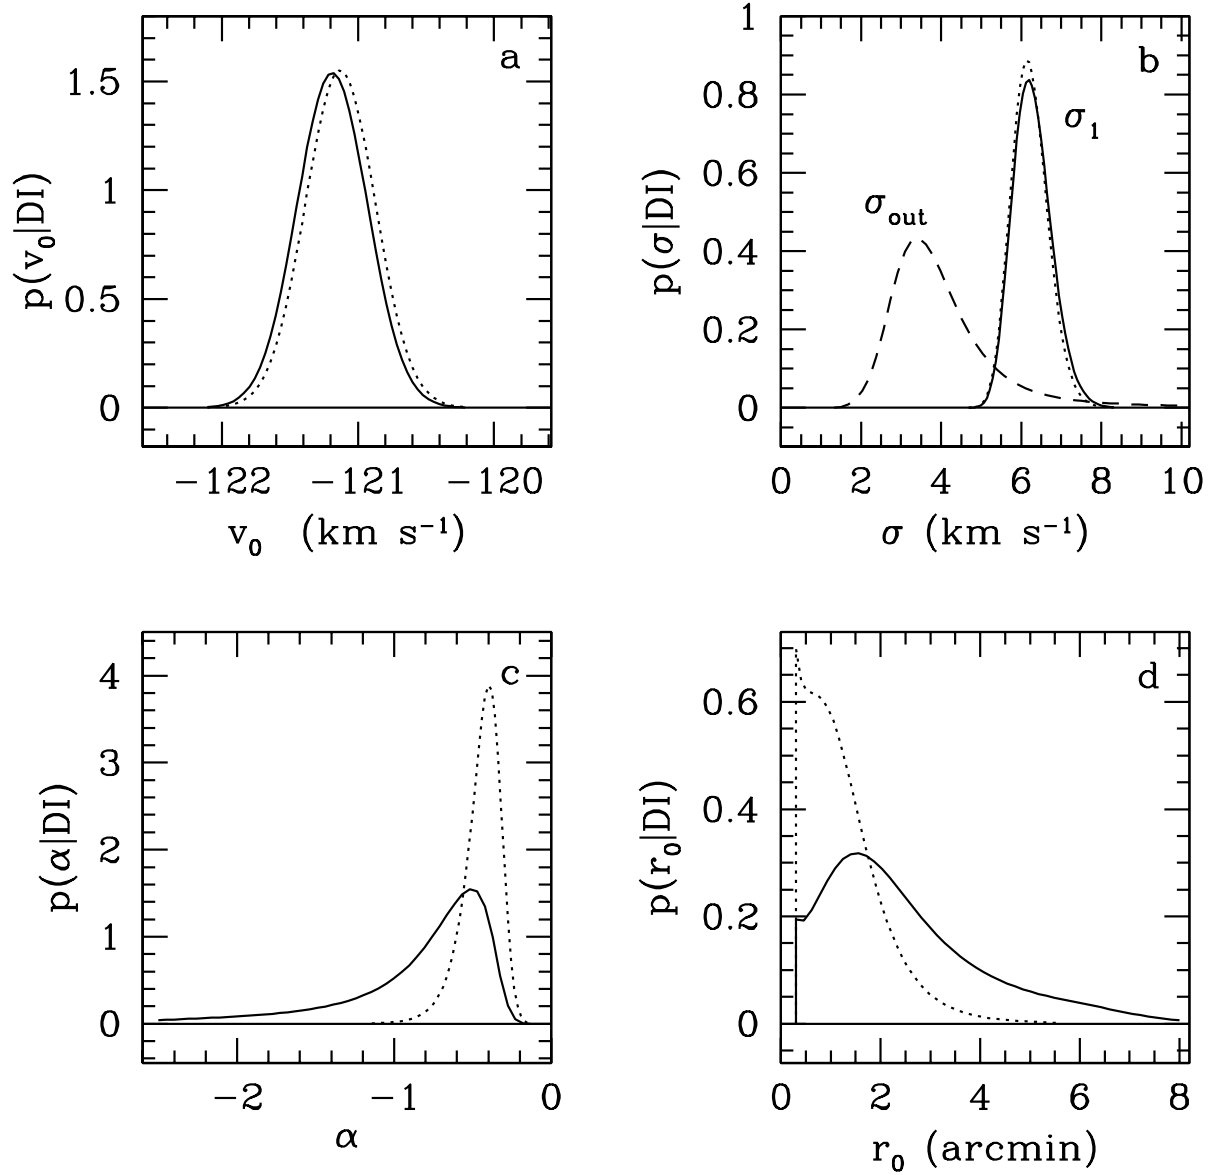 a
p(v₀|DI)
1.5
1
0.5
0
−122 −121 −120
v₀ (km s⁻¹)
b
p(σ|DI)
1
0.8
0.6
0.4
0.2
0
σ₁
σout
0 2 4 6 8 10
σ (km s⁻¹)
c
p(α|DI)
4
3
2
1
0
−2 −1 0
α
d
p(r₀|DI)
0.6
0.4
0.2
0
0 2 4 6 8
r₀ (arcmin)